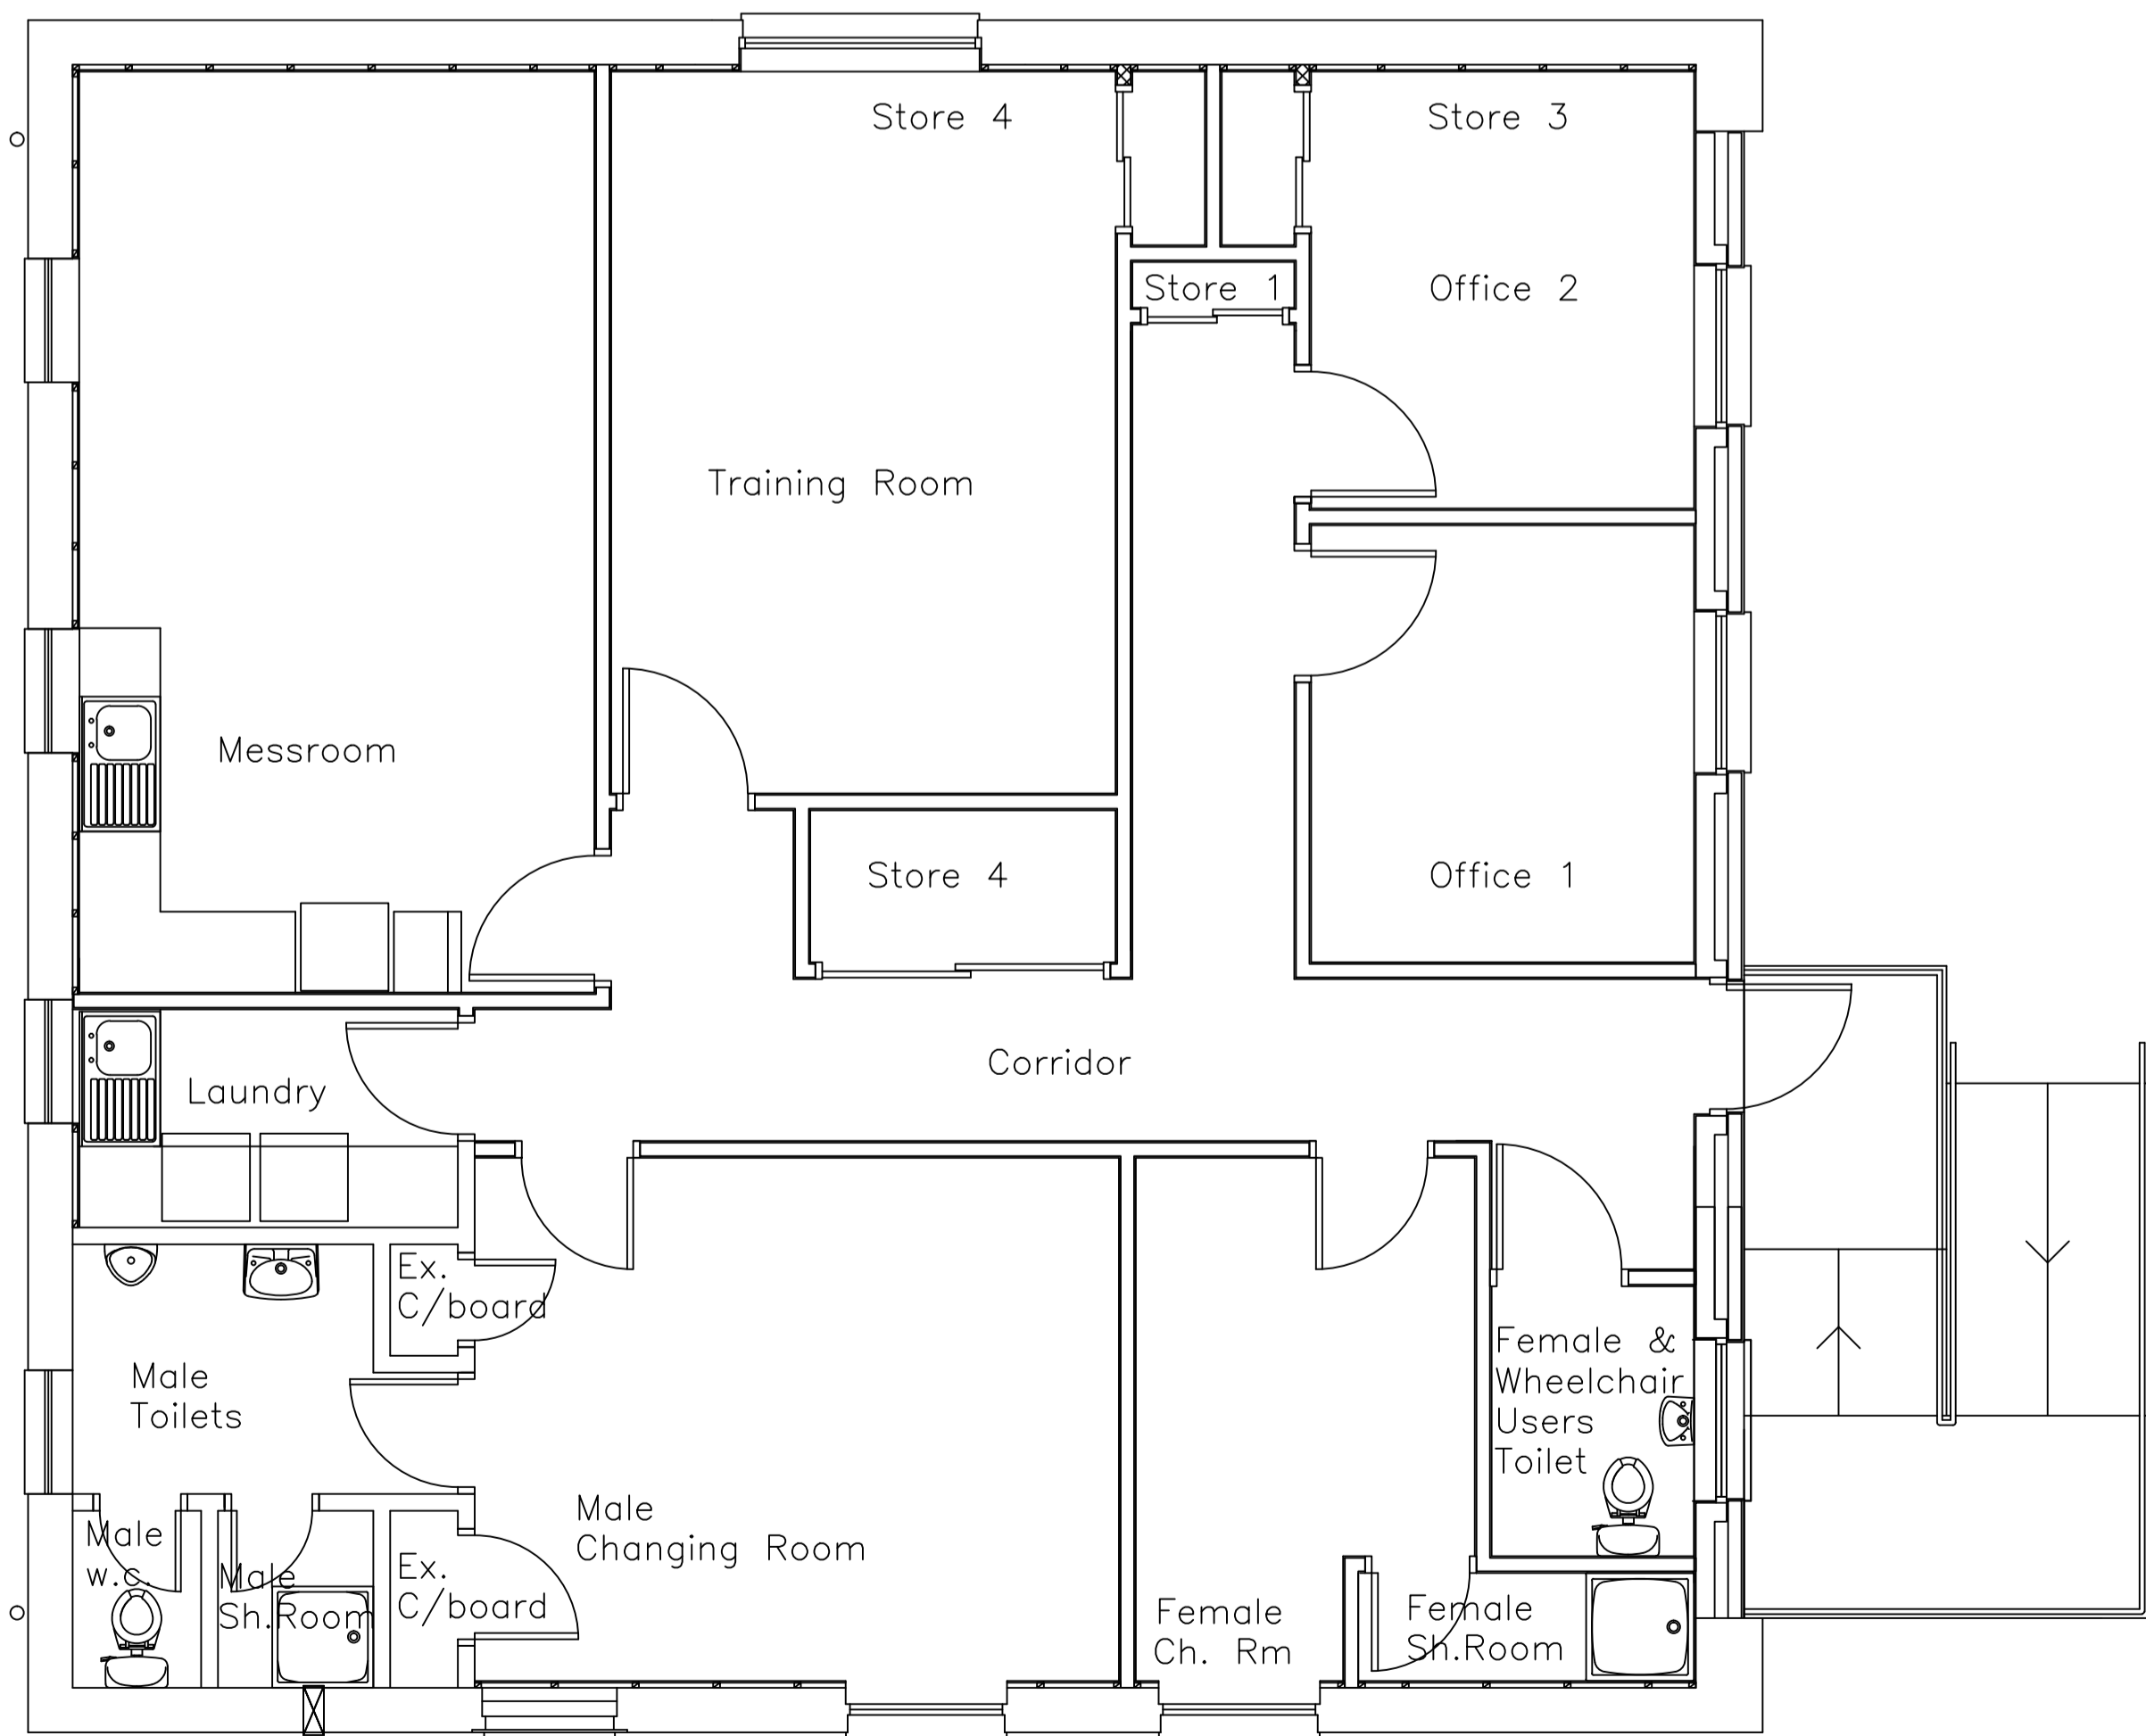 Store 4
Store 3
Store 1
Office 2
Training Room
Messroom
Store 4
Office 1
Corridor
Laundry
Ex.
C/board
Male
Toilets
Female &
Wheelchair
Users
Toilet
Male
w.c.
Male
Sh.Room
Ex.
C/board
Male
Changing Room
Female
Ch. Rm
Female
Sh.Room